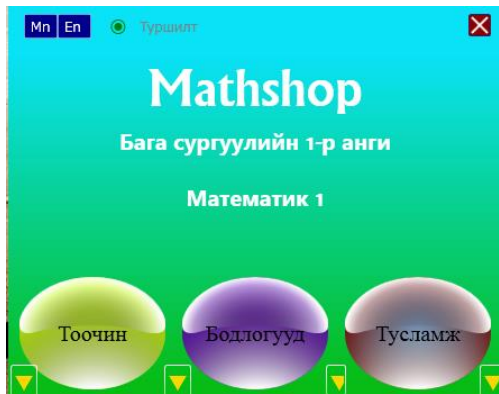 Mn En Туршилт
Mathshop
Бага сургуулийн 1-р анги
Математик 1
Тоочин Бодлогууд Тусламж